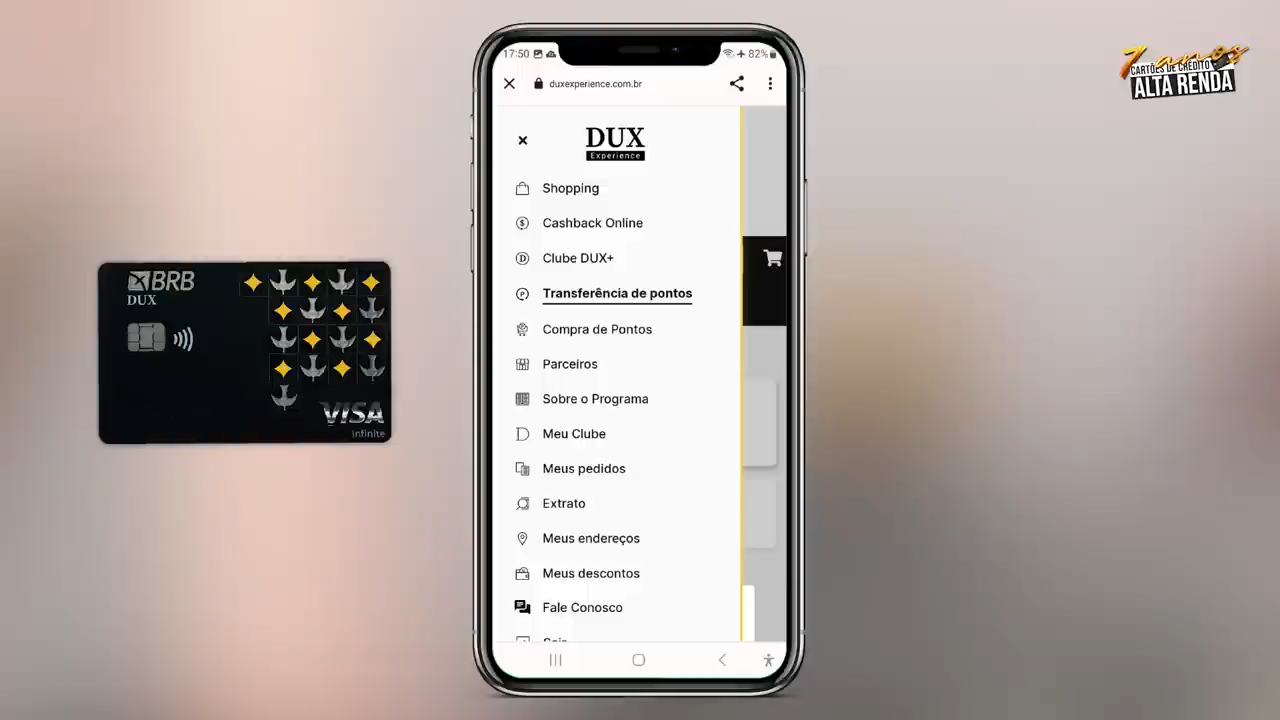 7 anos
CARTÕES DE CRÉDITO
ALTA RENDA
BRB
DUX
VISA
Infinite
17:50
82%
duxexperience.com.br
DUX
Experience
Shopping
Cashback Online
Clube DUX+
Transferência de pontos
Compra de Pontos
Parceiros
Sobre o Programa
Meu Clube
Meus pedidos
Extrato
Meus endereços
Meus descontos
Fale Conosco